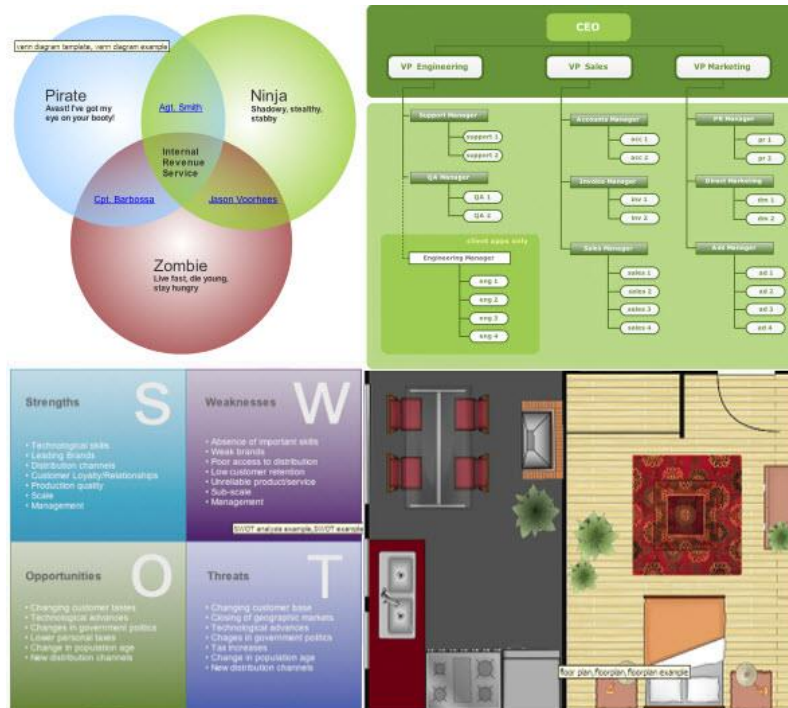 venn diagram template, venn diagram example
Pirate
Avast! I've got my
eye on your booty!
Agt. Smith
Ninja
Shadowy, stealthy,
stabby
Internal
Revenue
Service
Cpt. Barbossa
Jason Voorhees
Zombie
Live fast, die young,
stay hungry
CEO
VP Engineering
VP Sales
VP Marketing
Support Manager
support 1
support 2
QA Manager
QA 1
QA 2
client apps only
Engineering Manager
eng 1
eng 2
eng 3
eng 4
Accounts Manager
acc 1
acc 2
Invoice Manager
inv 1
inv 2
Sales Manager
sales 1
sales 2
sales 3
sales 4
PR Manager
pr 1
pr 2
Direct Marketing
dm 1
dm 2
Ads Manager
ad 1
ad 2
ad 3
ad 4
Strengths
S
• Technological skills
• Leading Brands
• Distribution channels
• Customer Loyalty/Relationships
• Production quality
• Scale
• Management
Weaknesses
W
• Absence of important skills
• Weak brands
• Poor access to distribution
• Low customer retention
• Unreliable product/service
• Sub-scale
• Management
SWOT analysis example, SWOT example
Opportunities
O
• Changing customer tastes
• Technological advances
• Changes in government politics
• Lower personal taxes
• Change in population age
• New distribution channels
Threats
T
• Changing customer base
• Closing of geographic markets
• Technological advances
• Chages in government politics
• Tax increases
• Change in population age
• New distribution channels
floor plan,floorplan,floorplan example